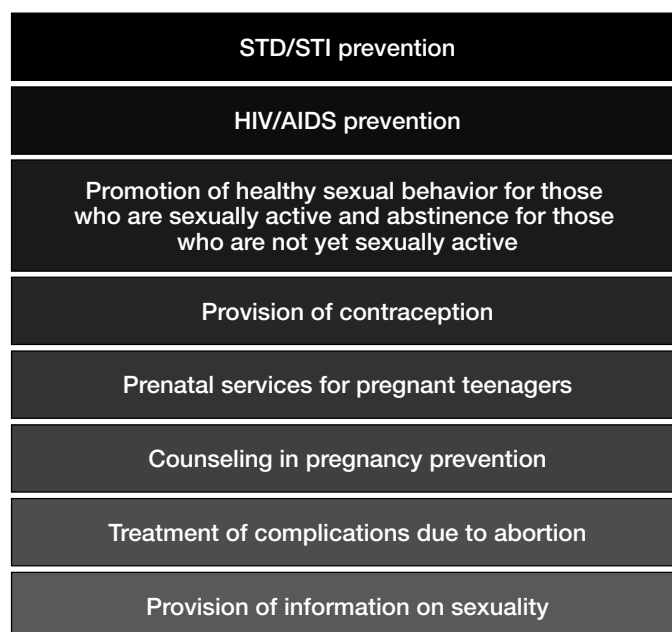 STD/STI prevention
HIV/AIDS prevention
Promotion of healthy sexual behavior for those
who are sexually active and abstinence for those
who are not yet sexually active
Provision of contraception
Prenatal services for pregnant teenagers
Counseling in pregnancy prevention
Treatment of complications due to abortion
Provision of information on sexuality